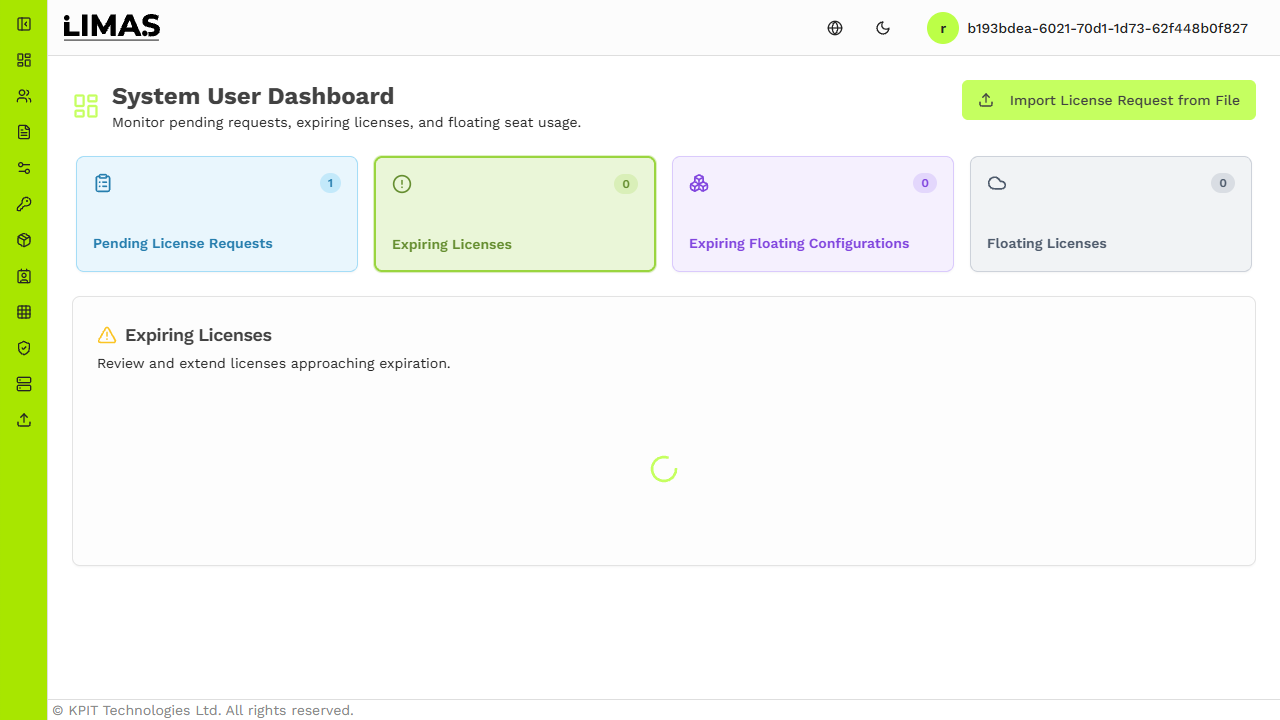 LIMAS
r
b193bdea-6021-70d1-1d73-62f448b0f827
System User Dashboard
Monitor pending requests, expiring licenses, and floating seat usage.
Import License Request from File
1
Pending License Requests
0
Expiring Licenses
0
Expiring Floating Configurations
0
Floating Licenses
Expiring Licenses
Review and extend licenses approaching expiration.
© KPIT Technologies Ltd. All rights reserved.